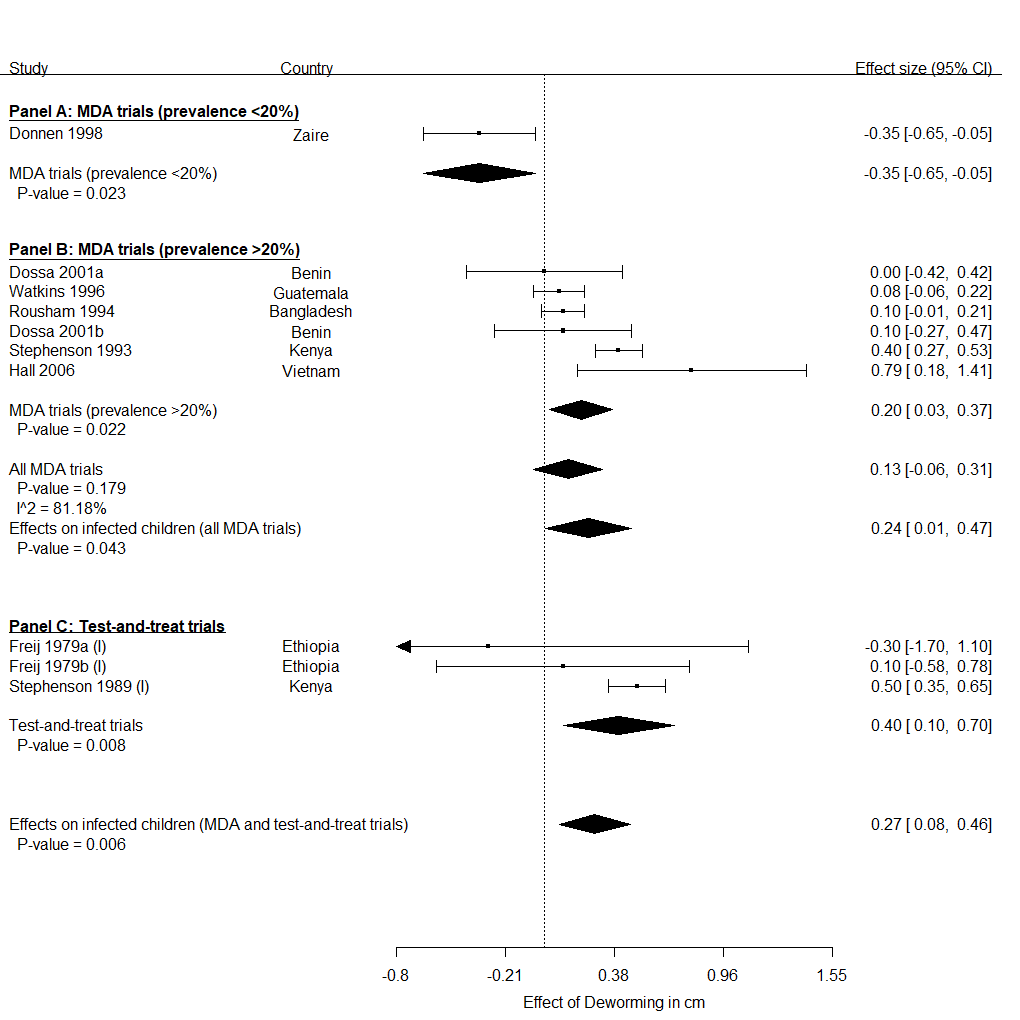 Study Country Effect size (95% CI)
Panel A: MDA trials (prevalence <20%)
Donnen 1998 Zaire -0.35 [-0.65, -0.05]
MDA trials (prevalence <20%) -0.35 [-0.65, -0.05]
P-value = 0.023
Panel B: MDA trials (prevalence >20%)
Dossa 2001a Benin 0.00 [-0.42, 0.42]
Watkins 1996 Guatemala 0.08 [-0.06, 0.22]
Rousham 1994 Bangladesh 0.10 [-0.01, 0.21]
Dossa 2001b Benin 0.10 [-0.27, 0.47]
Stephenson 1993 Kenya 0.40 [ 0.27, 0.53]
Hall 2006 Vietnam 0.79 [ 0.18, 1.41]
MDA trials (prevalence >20%) 0.20 [ 0.03, 0.37]
P-value = 0.022
All MDA trials 0.13 [-0.06, 0.31]
P-value = 0.179
I^2 = 81.18%
Effects on infected children (all MDA trials) 0.24 [ 0.01, 0.47]
P-value = 0.043
Panel C: Test-and-treat trials
Freij 1979a (I) Ethiopia -0.30 [-1.70, 1.10]
Freij 1979b (I) Ethiopia 0.10 [-0.58, 0.78]
Stephenson 1989 (I) Kenya 0.50 [ 0.35, 0.65]
Test-and-treat trials 0.40 [ 0.10, 0.70]
P-value = 0.008
Effects on infected children (MDA and test-and-treat trials) 0.27 [ 0.08, 0.46]
P-value = 0.006
-0.8 -0.21 0.38 0.96 1.55
Effect of Deworming in cm